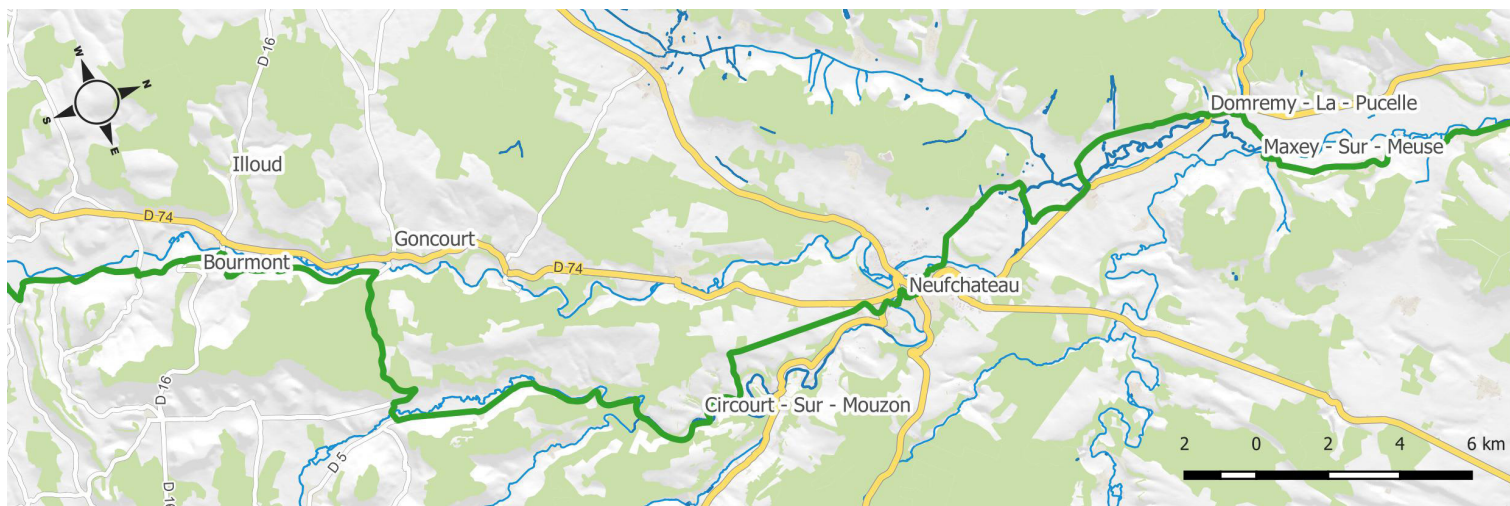 D 16
W
N
S
E
Domremy - La - Pucelle
Maxey - Sur - Meuse
Illoud
D 74
Goncourt
Bourmont
D 74
Neufchateau
D 16
Circourt - Sur - Mouzon
D 5
2 0 2 4 6 km